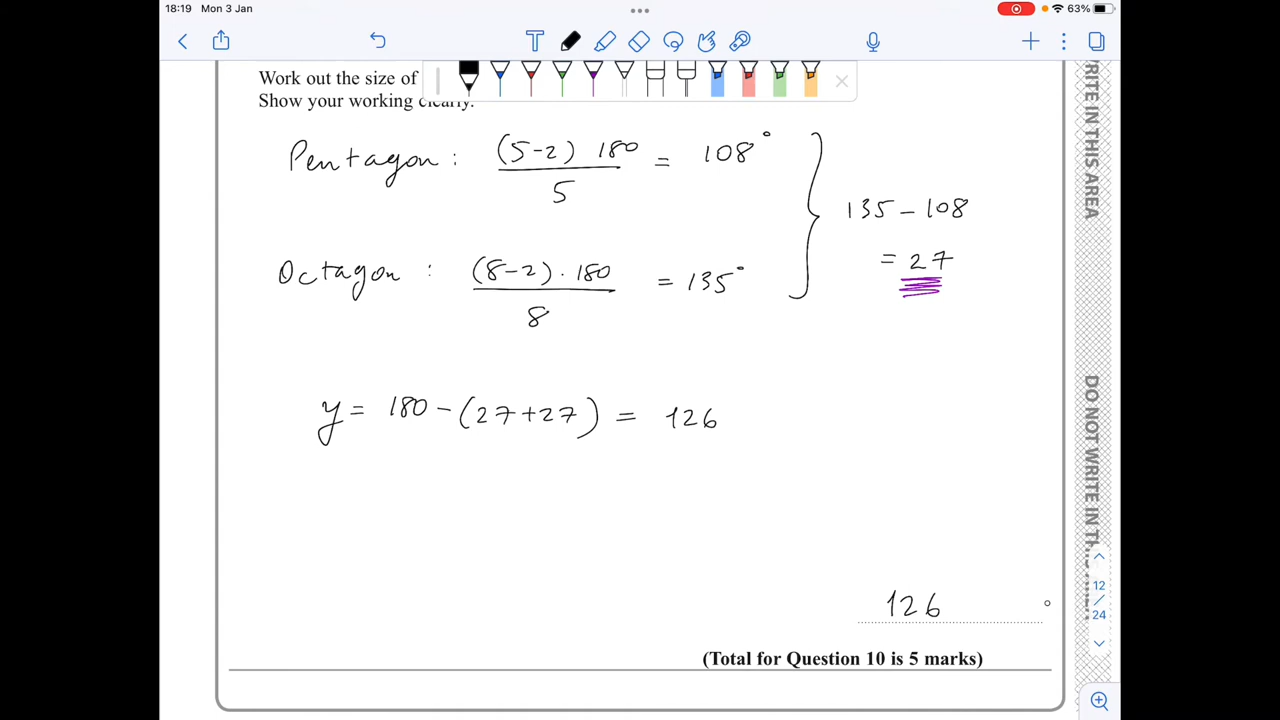 18:19 Mon 3 Jan
63%
Work out the size of
Show your working clearly.
Pentagon : (5-2) 180 / 5 = 108°
135 - 108
= 27
Octagon : (8-2) · 180 / 8 = 135°
y = 180 - (27+27) = 126
126 °
(Total for Question 10 is 5 marks)
WRITE IN THIS AREA
DO NOT WRITE IN
12
/
24